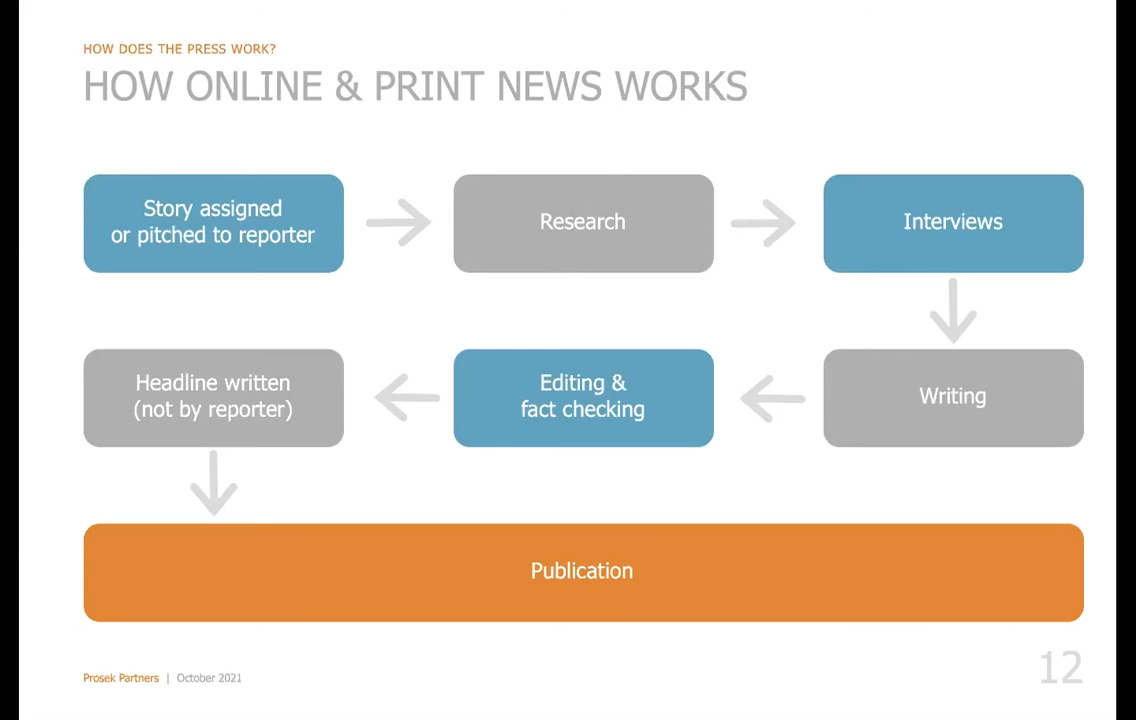 HOW DOES THE PRESS WORK?
HOW ONLINE & PRINT NEWS WORKS
Story assigned
or pitched to reporter
Research
Interviews
Headline written
(not by reporter)
Editing &
fact checking
Writing
Publication
Prosek Partners | October 2021
12